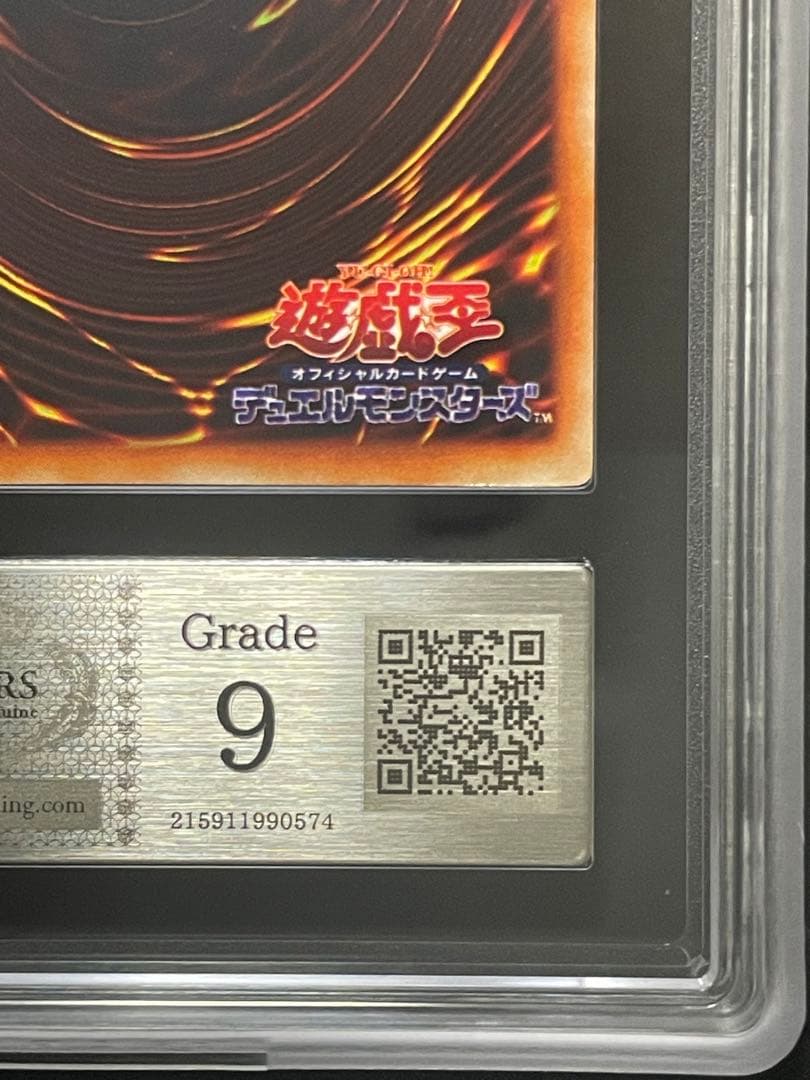 YU-GI-OH!
遊戯王
オフィシャルカードゲーム
デュエルモンスターズ
TM
Grade
9
215911990574
RS
uine
ing.com